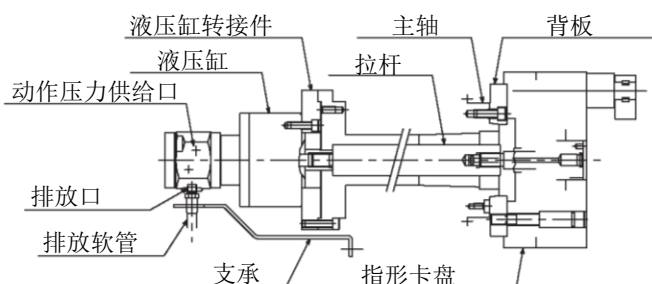 液压缸转接件
主轴
背板
液压缸
拉杆
动作压力供给口
排放口
排放软管
支承
指形卡盘